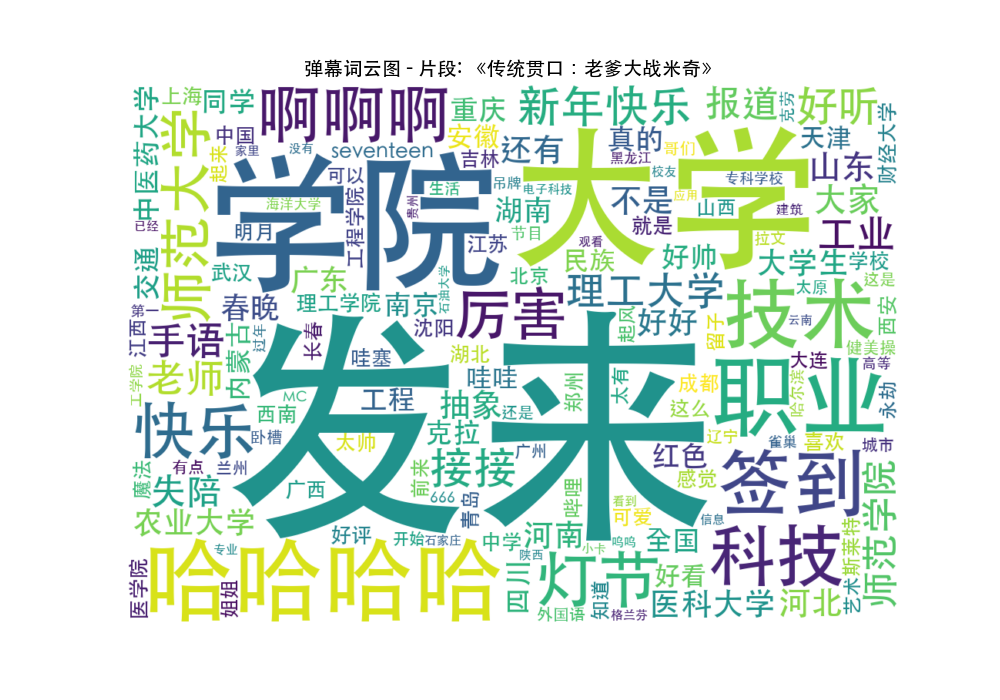 弹幕词云图 - 片段: 《传统贯口：老爹大战米奇》
中医药大学
上海
同学
啊啊啊
重庆
新年快乐
报道
克劳
好听
财经大学
师范大学
中国
起来
家里
没有
seventeen
可以
安徽
吉林
还有
真的
黑龙江
哥们
校友
天津
山东
已经
海洋大学
学院
生活
吊牌
电子科技
大学
不是
应用
专科学校
山西
建筑
大家
工业
交通
明月
工程学院
贵州
江苏
湖南
节目
就是
观看
拉文
武汉
广东
石油大学
北京
民族
好帅
大学生
学校
这是
第一
江西
春晚
理工学院
南京
厉害
理工大学
太原
西安
手语
内蒙古
过年
长春
沈阳
起风
好好
留子
技术
云南
健美操
工学院
老师
哇塞
湖北
哇哇
郑州
太有
成都
大连
高等
MC
发来
工程
抽象
还是
这么
职业
哈尔滨
永劫
快乐
西南
卧槽
太师
克拉
广州
辽宁
雀巢
喜欢
城市
魔法
有点
兰州
接接
红色
签到
失陪
广西
前来
666
青岛
哔哩
感觉
看到
可爱
师范学院
农业大学
好评
开始
石家庄
中学
河南
信息
全国
科技
斯来特
专业
哈哈哈哈
陕西
小卡
呜呜
灯节
好看
医学院
姐姐
四川
外国语
知道
格兰芬
医科大学
河北
艺术